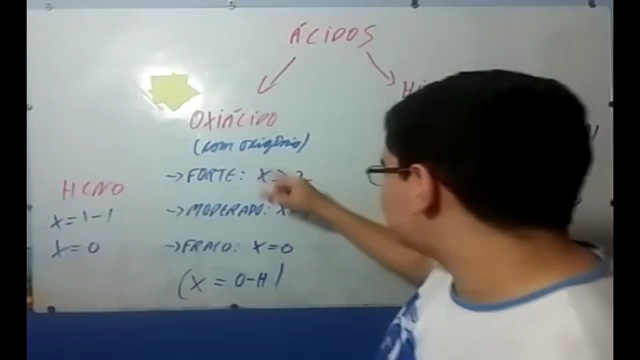 ÁCIDOS
OXIÁCIDO
(com oxigênio)
→FORTE: X ≥ 2
→MODERADO: X=
→FRACO: X=0
(X = O-H)
HCNO
X=1-1
X=0